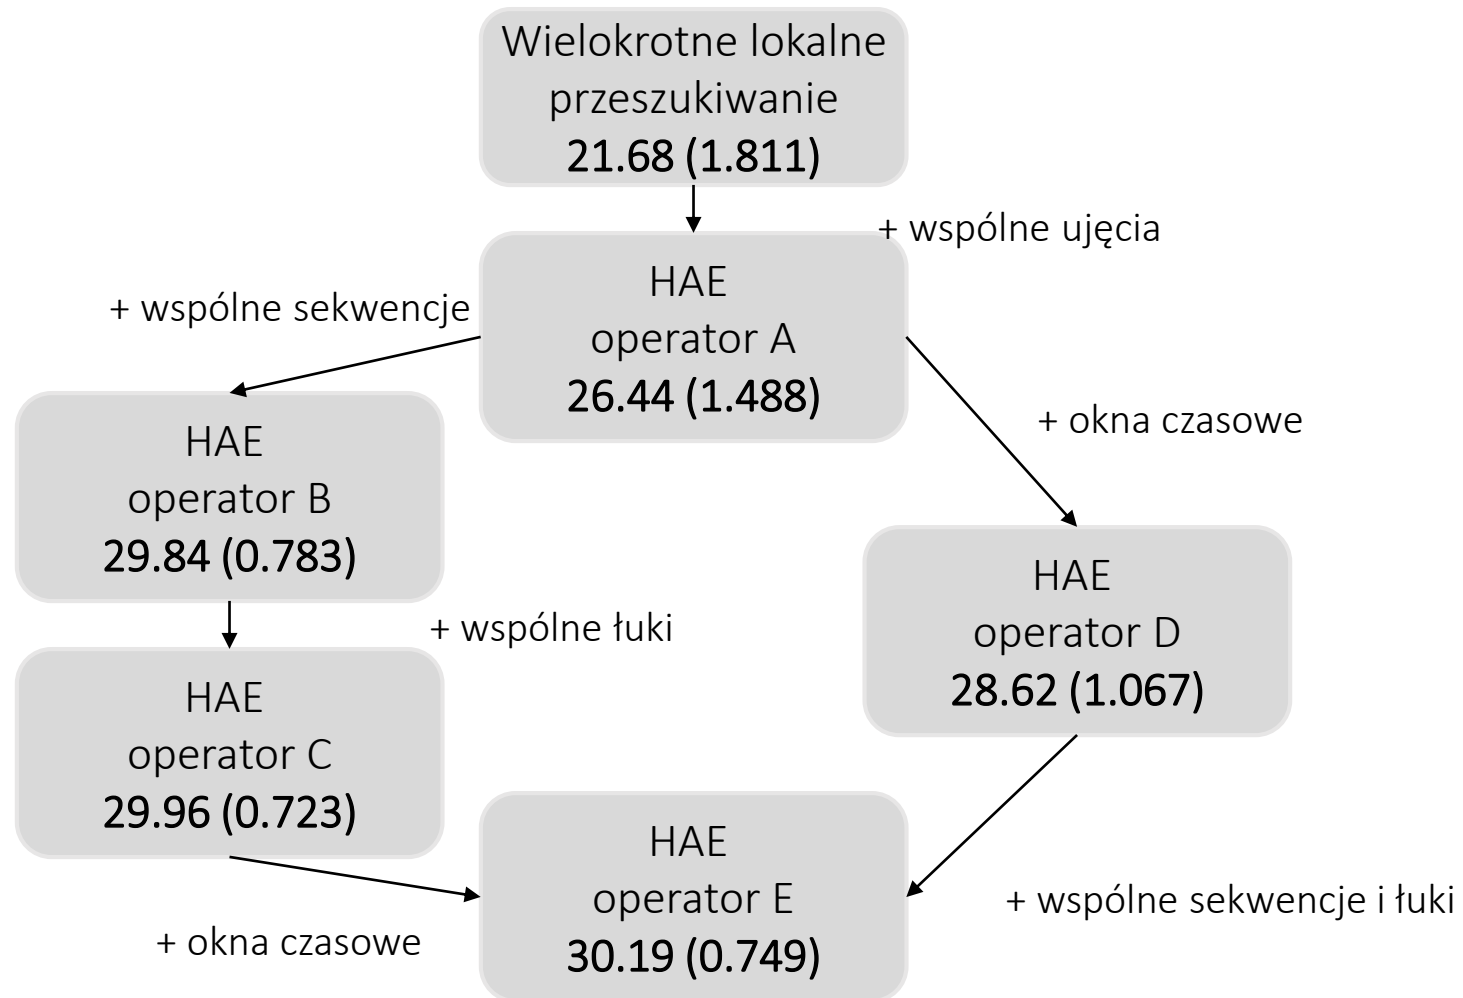 Wielokrotne lokalne
przeszukiwanie
21.68 (1.811)
+ wspólne ujęcia
HAE
operator A
26.44 (1.488)
+ wspólne sekwencje
+ okna czasowe
HAE
operator B
29.84 (0.783)
HAE
operator D
28.62 (1.067)
+ wspólne łuki
HAE
operator C
29.96 (0.723)
HAE
operator E
30.19 (0.749)
+ wspólne sekwencje i łuki
+ okna czasowe